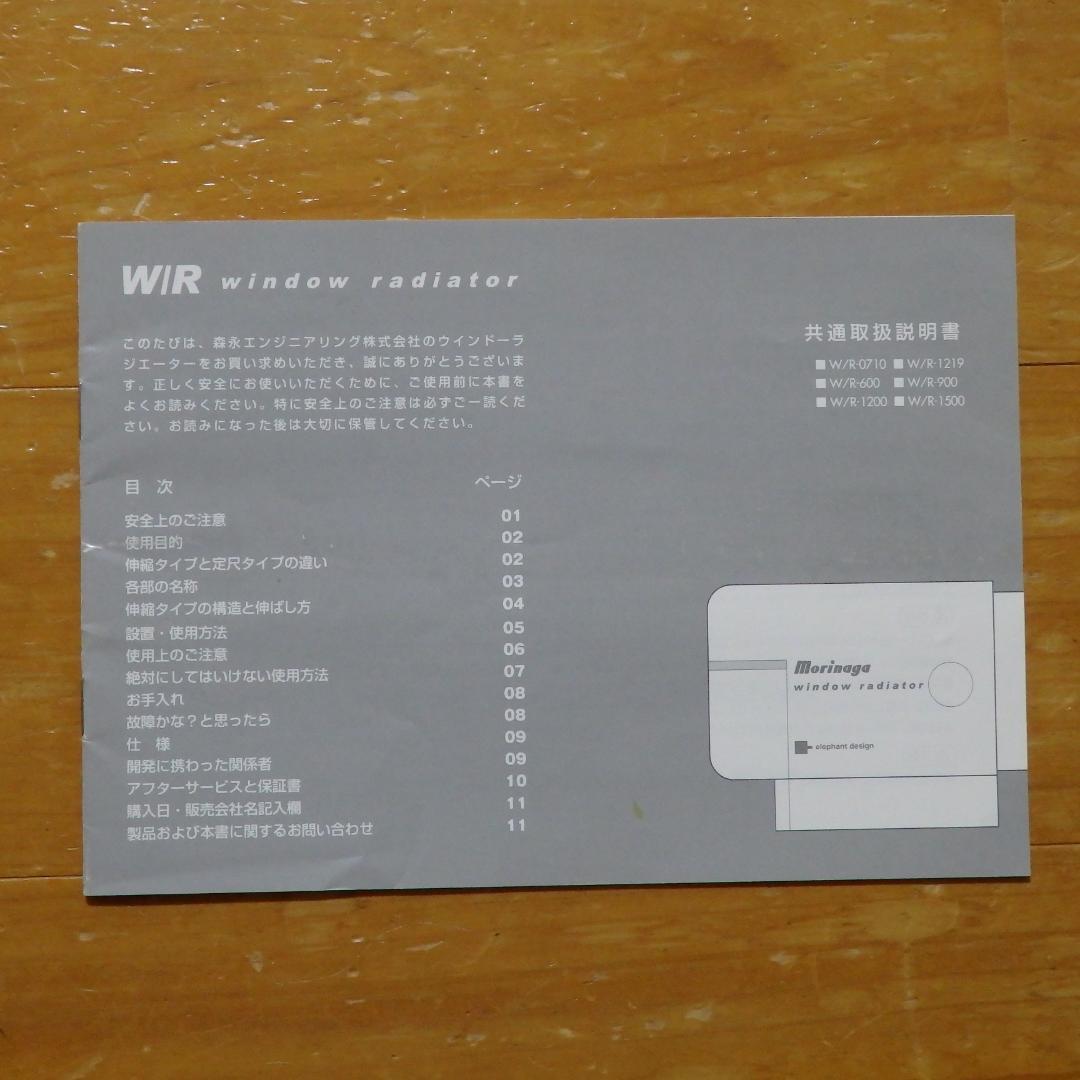 W/R window radiator
このたびは、森永エンジニアリング株式会社のウインドーラ
ジエーターをお買い求めいただき、誠にありがとうございま
す。正しく安全にお使いいただくために、ご使用前に本書を
よくお読みください。特に安全上のご注意は必ずご一読くだ
さい。お読みになった後は大切に保管してください。
共通取扱説明書
■ W/R-0710 ■ W/R-1219
■ W/R-600 ■ W/R-900
■ W/R-1200 ■ W/R-1500
目 次 ページ
安全上のご注意 01
使用目的 02
伸縮タイプと定尺タイプの違い 02
各部の名称 03
伸縮タイプの構造と伸ばし方 04
設置・使用方法 05
使用上のご注意 06
絶対にしてはいけない使用方法 07
お手入れ 08
故障かな?と思ったら 08
仕 様 09
開発に携わった関係者 09
アフターサービスと保証書 10
購入日・販売会社名記入欄 11
製品および本書に関するお問い合わせ 11
Morinaga
window radiator
elephant design